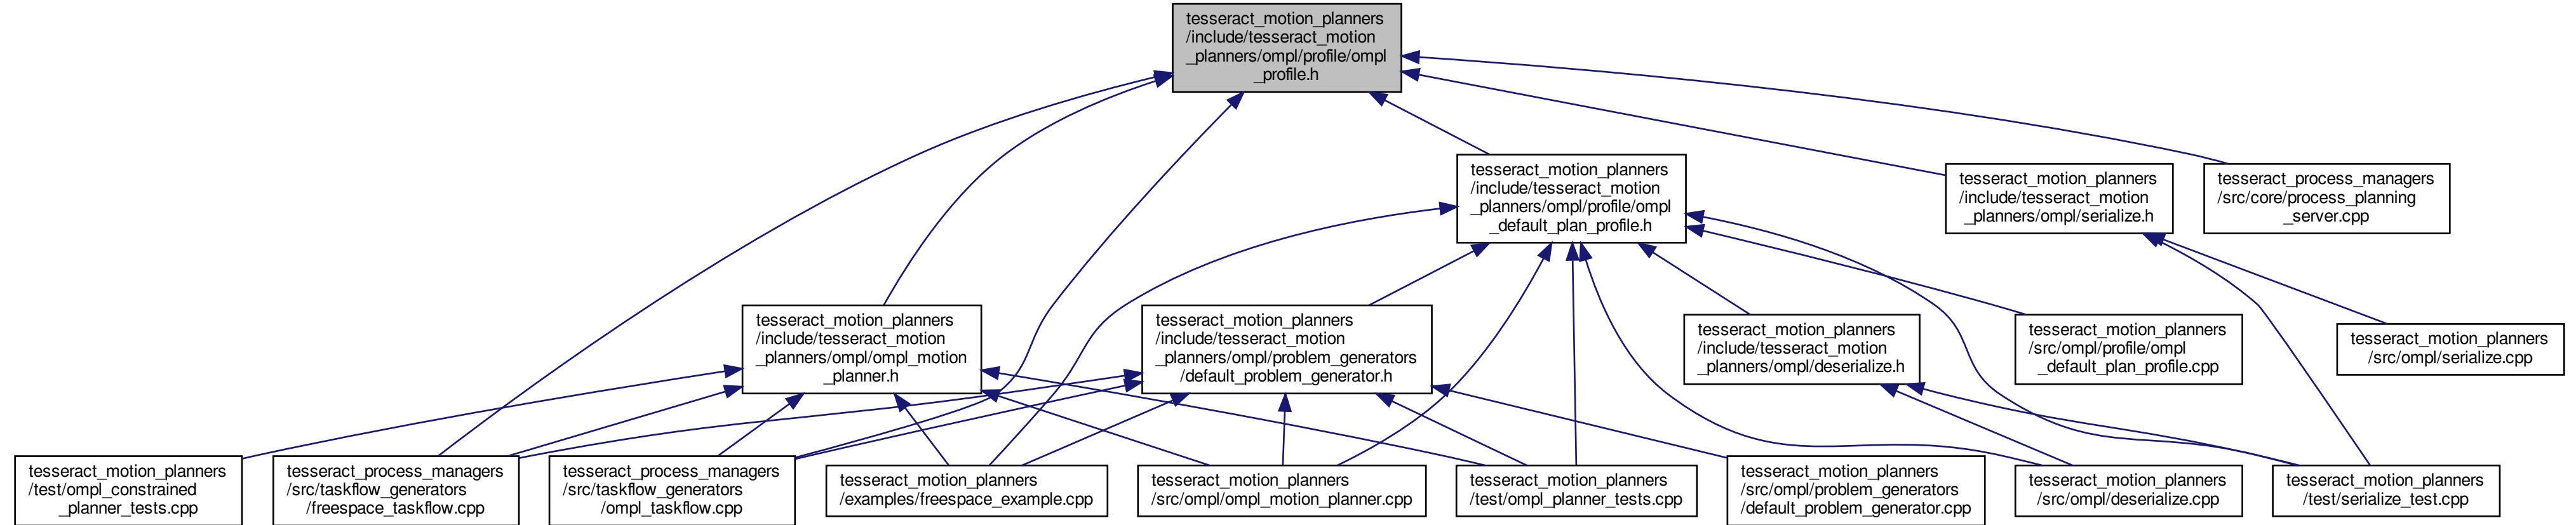 tesseract_motion_planners
/include/tesseract_motion
_planners/ompl/profile/ompl
_profile.h
tesseract_motion_planners
/include/tesseract_motion
_planners/ompl/profile/ompl
_default_plan_profile.h
tesseract_motion_planners
/include/tesseract_motion
_planners/ompl/serialize.h
tesseract_process_managers
/src/core/process_planning
_server.cpp
tesseract_motion_planners
/include/tesseract_motion
_planners/ompl/ompl_motion
_planner.h
tesseract_motion_planners
/include/tesseract_motion
_planners/ompl/problem_generators
/default_problem_generator.h
tesseract_motion_planners
/include/tesseract_motion
_planners/ompl/deserialize.h
tesseract_motion_planners
/src/ompl/profile/ompl
_default_plan_profile.cpp
tesseract_motion_planners
/src/ompl/serialize.cpp
tesseract_motion_planners
/test/ompl_constrained
_planner_tests.cpp
tesseract_process_managers
/src/taskflow_generators
/freespace_taskflow.cpp
tesseract_process_managers
/src/taskflow_generators
/ompl_taskflow.cpp
tesseract_motion_planners
/examples/freespace_example.cpp
tesseract_motion_planners
/src/ompl/ompl_motion_planner.cpp
tesseract_motion_planners
/test/ompl_planner_tests.cpp
tesseract_motion_planners
/src/ompl/problem_generators
/default_problem_generator.cpp
tesseract_motion_planners
/src/ompl/deserialize.cpp
tesseract_motion_planners
/test/serialize_test.cpp